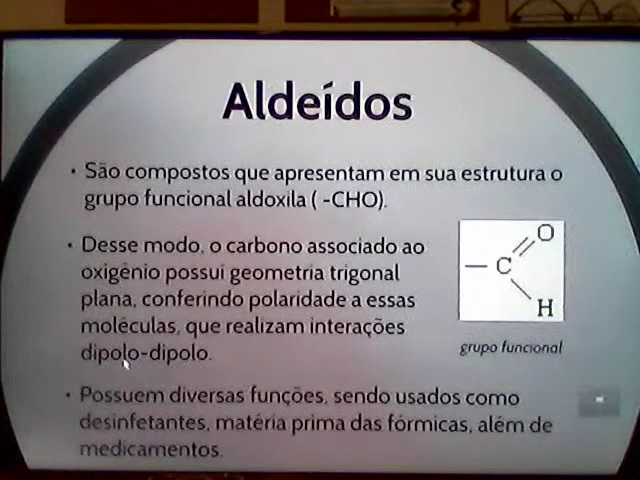 Aldeídos
• São compostos que apresentam em sua estrutura o
grupo funcional aldoxila ( -CHO).
• Desse modo, o carbono associado ao
oxigênio possui geometria trigonal
plana, conferindo polaridade a essas
moléculas, que realizam interações
dipolo-dipolo.
O
C
H
grupo funcional
• Possuem diversas funções, sendo usados como
desinfetantes, matéria prima das fórmicas, além de
medicamentos.